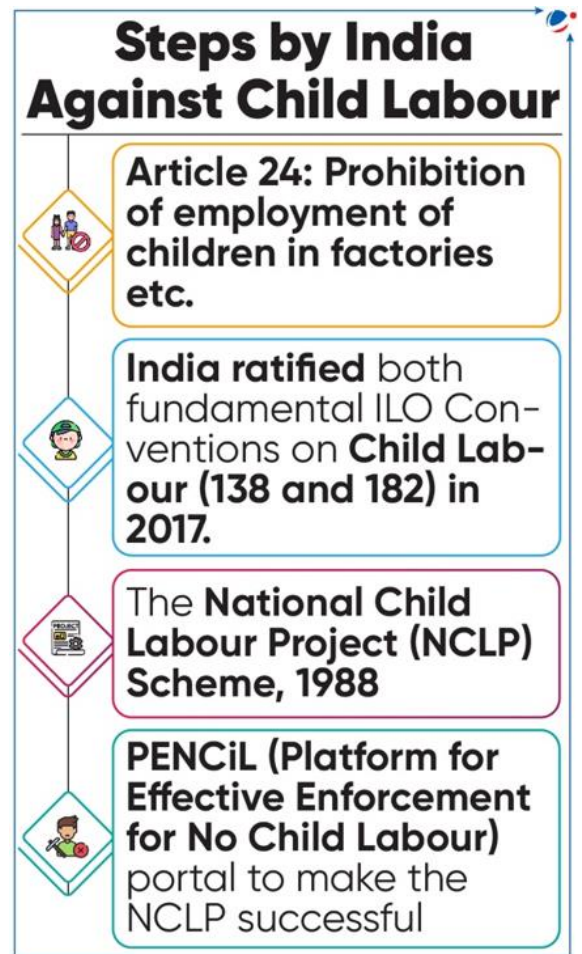 Steps by India
Against Child Labour
Article 24: Prohibition
of employment of
children in factories
etc.
India ratified both
fundamental ILO Con-
ventions on Child Lab-
our (138 and 182) in
2017.
PROJECT
The National Child
Labour Project (NCLP)
Scheme, 1988
PENCiL (Platform for
Effective Enforcement
for No Child Labour)
portal to make the
NCLP successful